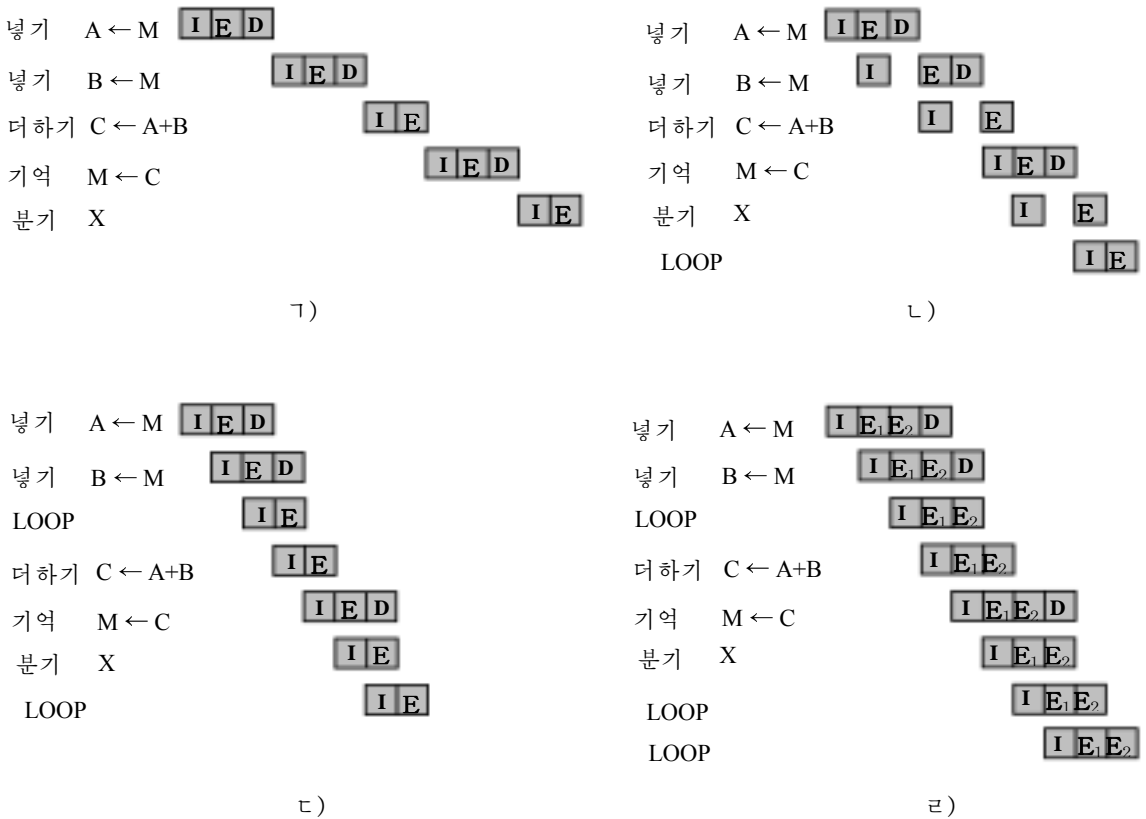 넣기 A ← M I E D
넣기 B ← M I E D
더하기 C ← A+B I E
기억 M ← C I E D
분기 X I E
ㄱ)
넣기 A ← M I E D
넣기 B ← M I E D
더하기 C ← A+B I E
기억 M ← C I E D
분기 X I E
LOOP I E
ㄴ)
넣기 A ← M I E D
넣기 B ← M I E D
LOOP I E
더하기 C ← A+B I E
기억 M ← C I E D
분기 X I E
LOOP I E
ㄷ)
넣기 A ← M I E₁ E₂ D
넣기 B ← M I E₁ E₂ D
LOOP I E₁ E₂
더하기 C ← A+B I E₁ E₂
기억 M ← C I E₁ E₂ D
분기 X I E₁ E₂
LOOP I E₁ E₂
LOOP I E₁ E₂
ㄹ)